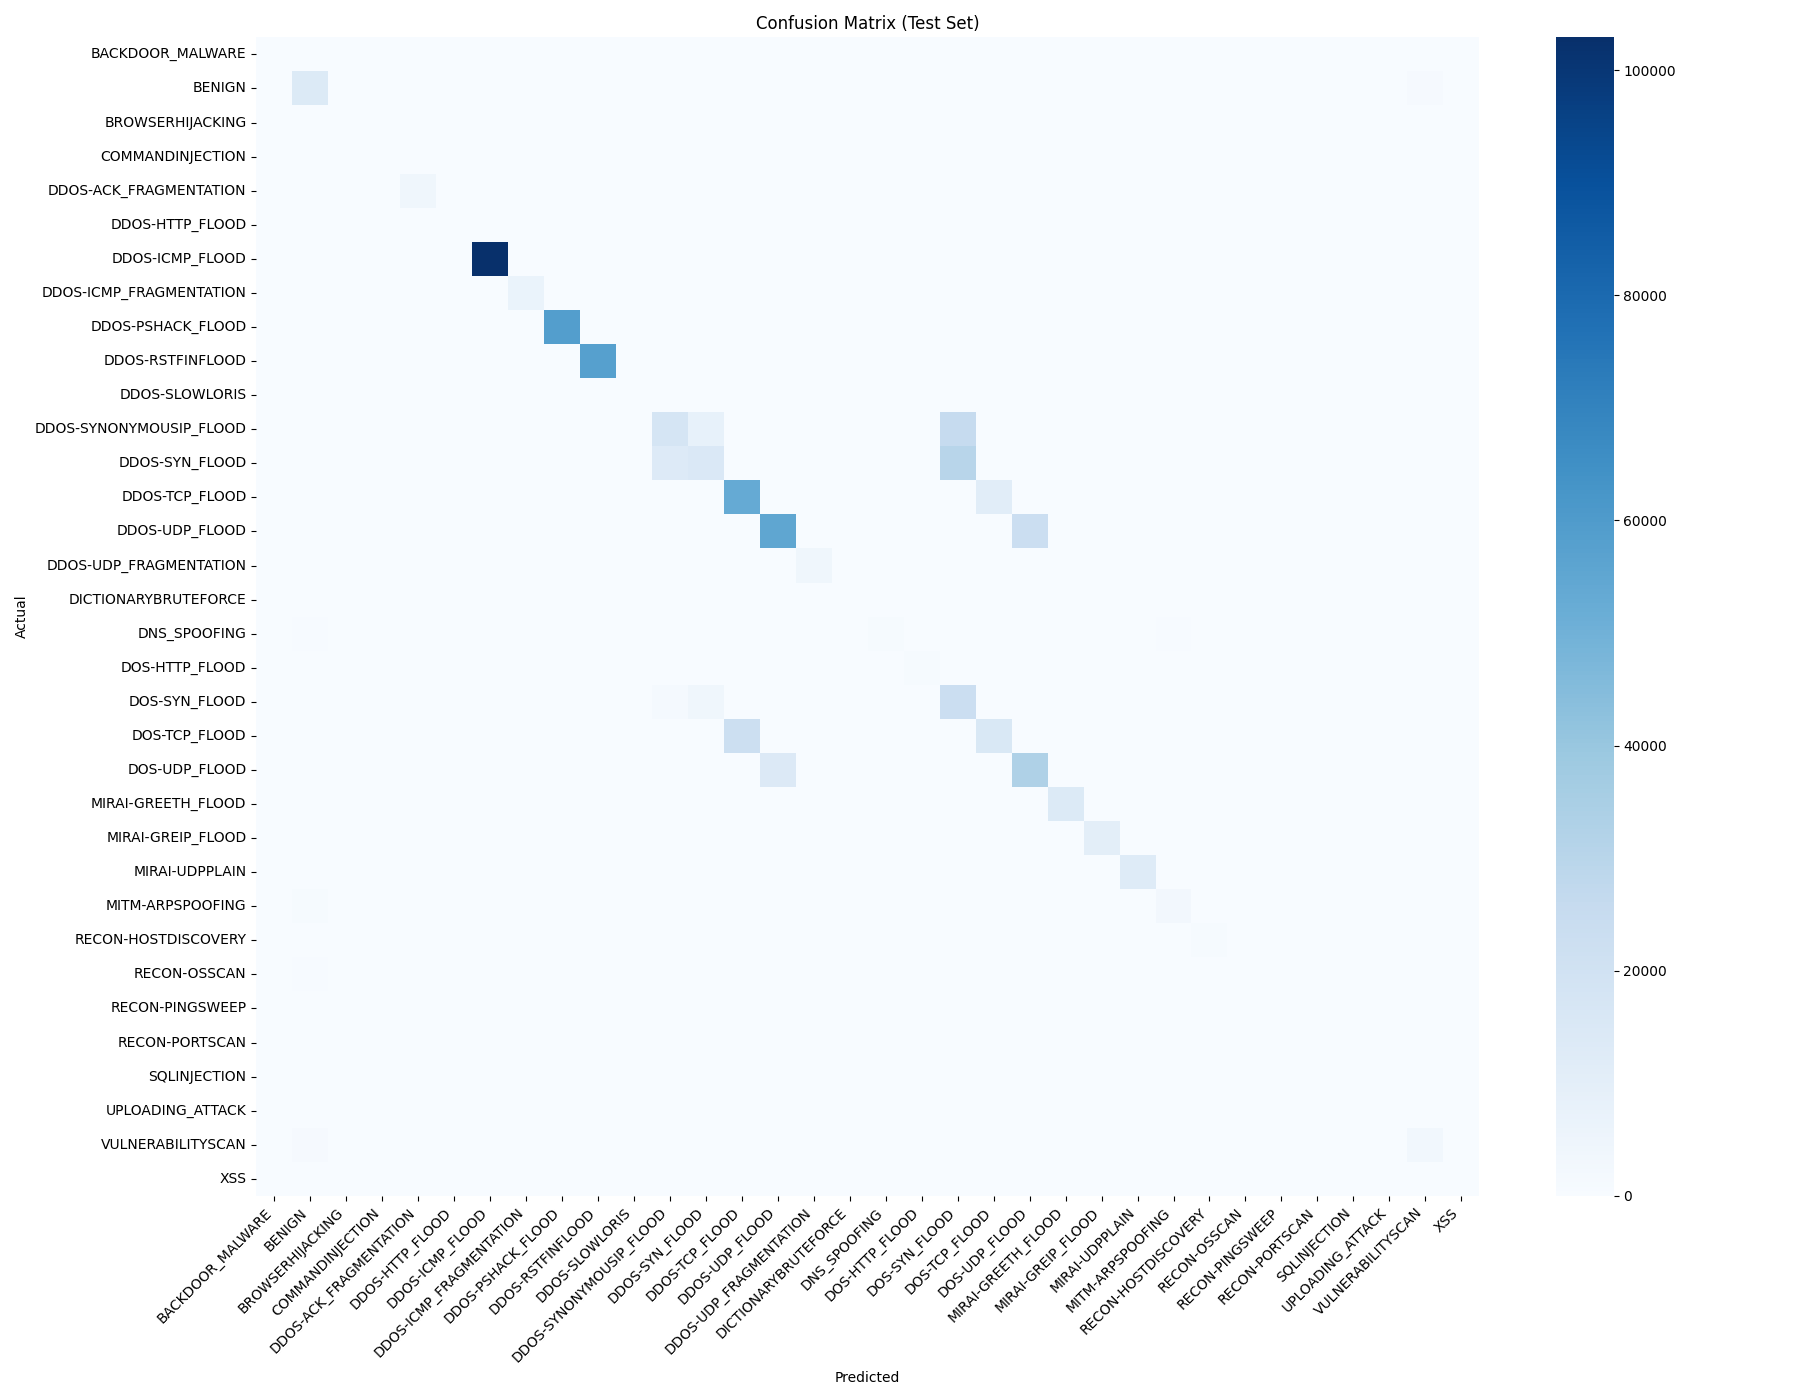 Confusion Matrix (Test Set)
BACKDOOR_MALWARE
BENIGN
BROWSERHIJACKING
COMMANDINJECTION
DDOS-ACK_FRAGMENTATION
DDOS-HTTP_FLOOD
DDOS-ICMP_FLOOD
DDOS-ICMP_FRAGMENTATION
DDOS-PSHACK_FLOOD
DDOS-RSTFINFLOOD
DDOS-SLOWLORIS
DDOS-SYNONYMOUSIP_FLOOD
DDOS-SYN_FLOOD
DDOS-TCP_FLOOD
DDOS-UDP_FLOOD
DDOS-UDP_FRAGMENTATION
DICTIONARYBRUTEFORCE
DNS_SPOOFING
DOS-HTTP_FLOOD
DOS-SYN_FLOOD
DOS-TCP_FLOOD
DOS-UDP_FLOOD
MIRAI-GREETH_FLOOD
MIRAI-GREIP_FLOOD
MIRAI-UDPPLAIN
MITM-ARPSPOOFING
RECON-HOSTDISCOVERY
RECON-OSSCAN
RECON-PINGSWEEP
RECON-PORTSCAN
SQLINJECTION
UPLOADING_ATTACK
VULNERABILITYSCAN
XSS
Actual
BACKDOOR_MALWARE
BENIGN
BROWSERHIJACKING
COMMANDINJECTION
DDOS-ACK_FRAGMENTATION
DDOS-HTTP_FLOOD
DDOS-ICMP_FLOOD
DDOS-ICMP_FRAGMENTATION
DDOS-PSHACK_FLOOD
DDOS-RSTFINFLOOD
DDOS-SLOWLORIS
DDOS-SYNONYMOUSIP_FLOOD
DDOS-SYN_FLOOD
DDOS-TCP_FLOOD
DDOS-UDP_FLOOD
DDOS-UDP_FRAGMENTATION
DICTIONARYBRUTEFORCE
DNS_SPOOFING
DOS-HTTP_FLOOD
DOS-SYN_FLOOD
DOS-TCP_FLOOD
DOS-UDP_FLOOD
MIRAI-GREETH_FLOOD
MIRAI-GREIP_FLOOD
MIRAI-UDPPLAIN
MITM-ARPSPOOFING
RECON-HOSTDISCOVERY
RECON-OSSCAN
RECON-PINGSWEEP
RECON-PORTSCAN
SQLINJECTION
UPLOADING_ATTACK
VULNERABILITYSCAN
XSS
Predicted
100000
80000
60000
40000
20000
0